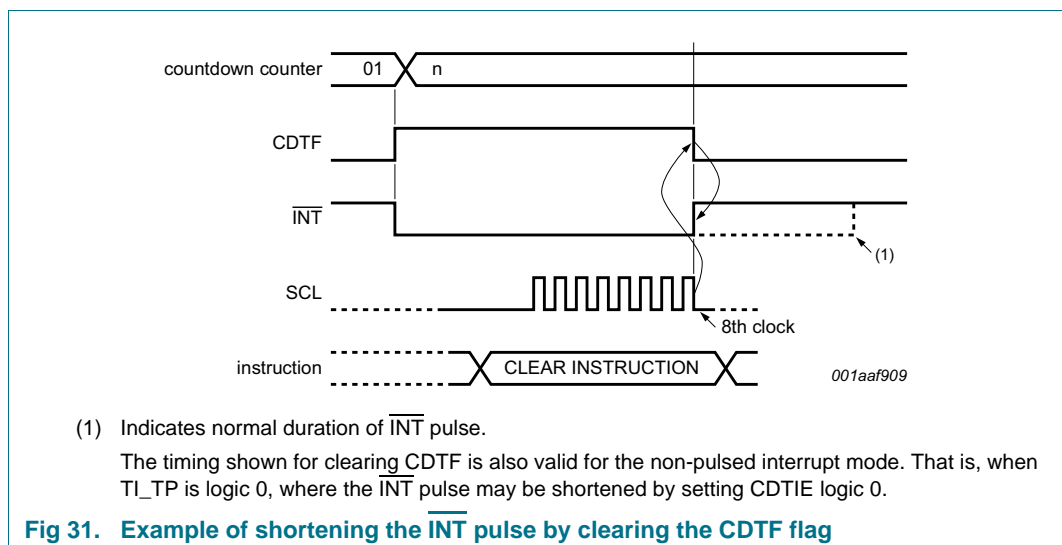 countdown counter 01 n
CDTF
INT
(1)
SCL
8th clock
instruction CLEAR INSTRUCTION
001aaf909
(1) Indicates normal duration of INT pulse.
The timing shown for clearing CDTF is also valid for the non-pulsed interrupt mode. That is, when
TI_TP is logic 0, where the INT pulse may be shortened by setting CDTIE logic 0.
Fig 31. Example of shortening the INT pulse by clearing the CDTF flag